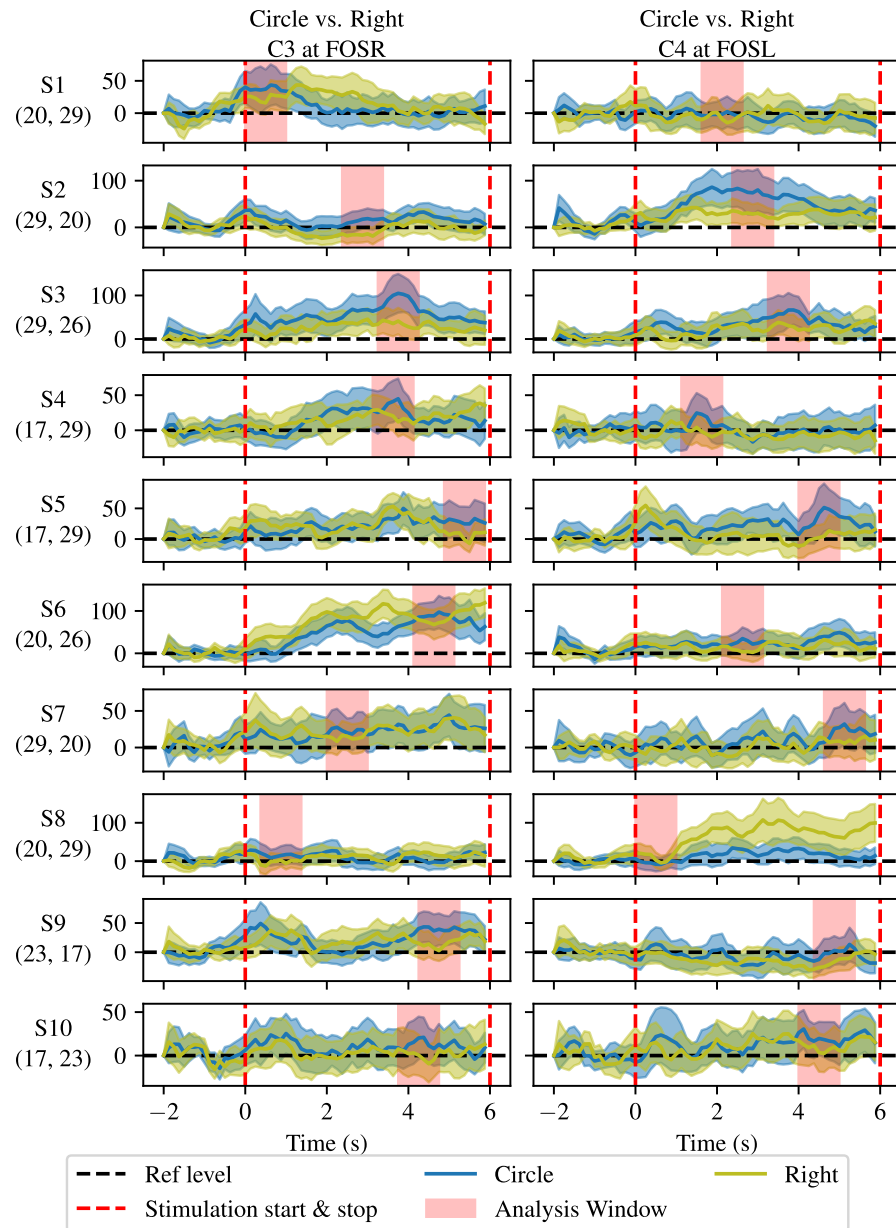 Circle vs. Right
C3 at FOSR
Circle vs. Right
C4 at FOSL
S1
(20, 29)
50
0
S2
(29, 20)
100
0
S3
(29, 26)
100
0
S4
(17, 29)
50
0
S5
(17, 29)
50
0
S6
(20, 26)
100
0
S7
(29, 20)
50
0
S8
(20, 29)
100
0
S9
(23, 17)
50
0
S10
(17, 23)
50
0
−2 0 2 4 6
−2 0 2 4 6
Time (s)
Time (s)
Ref level
Circle
Right
Stimulation start & stop
Analysis Window